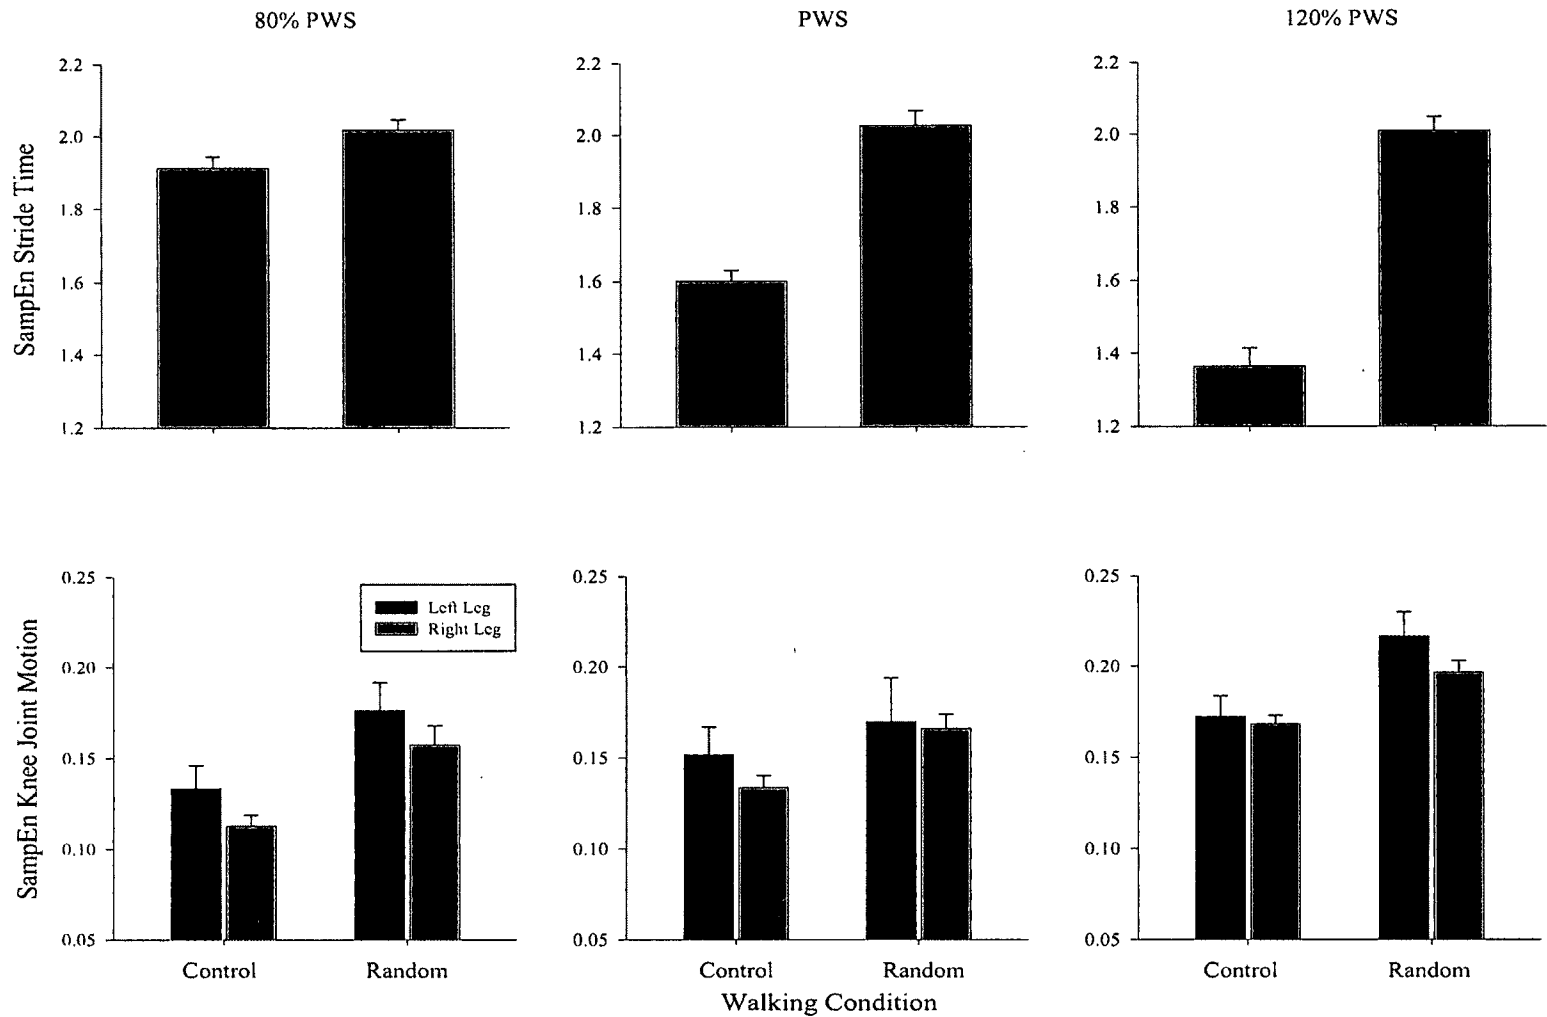 80% PWS
PWS
120% PWS
SampEn Stride Time
2.2
2.0
1.8
1.6
1.4
1.2
2.2
2.0
1.8
1.6
1.4
1.2
2.2
2.0
1.8
1.6
1.4
1.2
SampEn Knee Joint Motion
0.25
0.20
0.15
0.10
0.05
Left Leg
Right Leg
0.25
0.20
0.15
0.10
0.05
0.25
0.20
0.15
0.10
0.05
Control
Random
Control
Random
Control
Random
Walking Condition